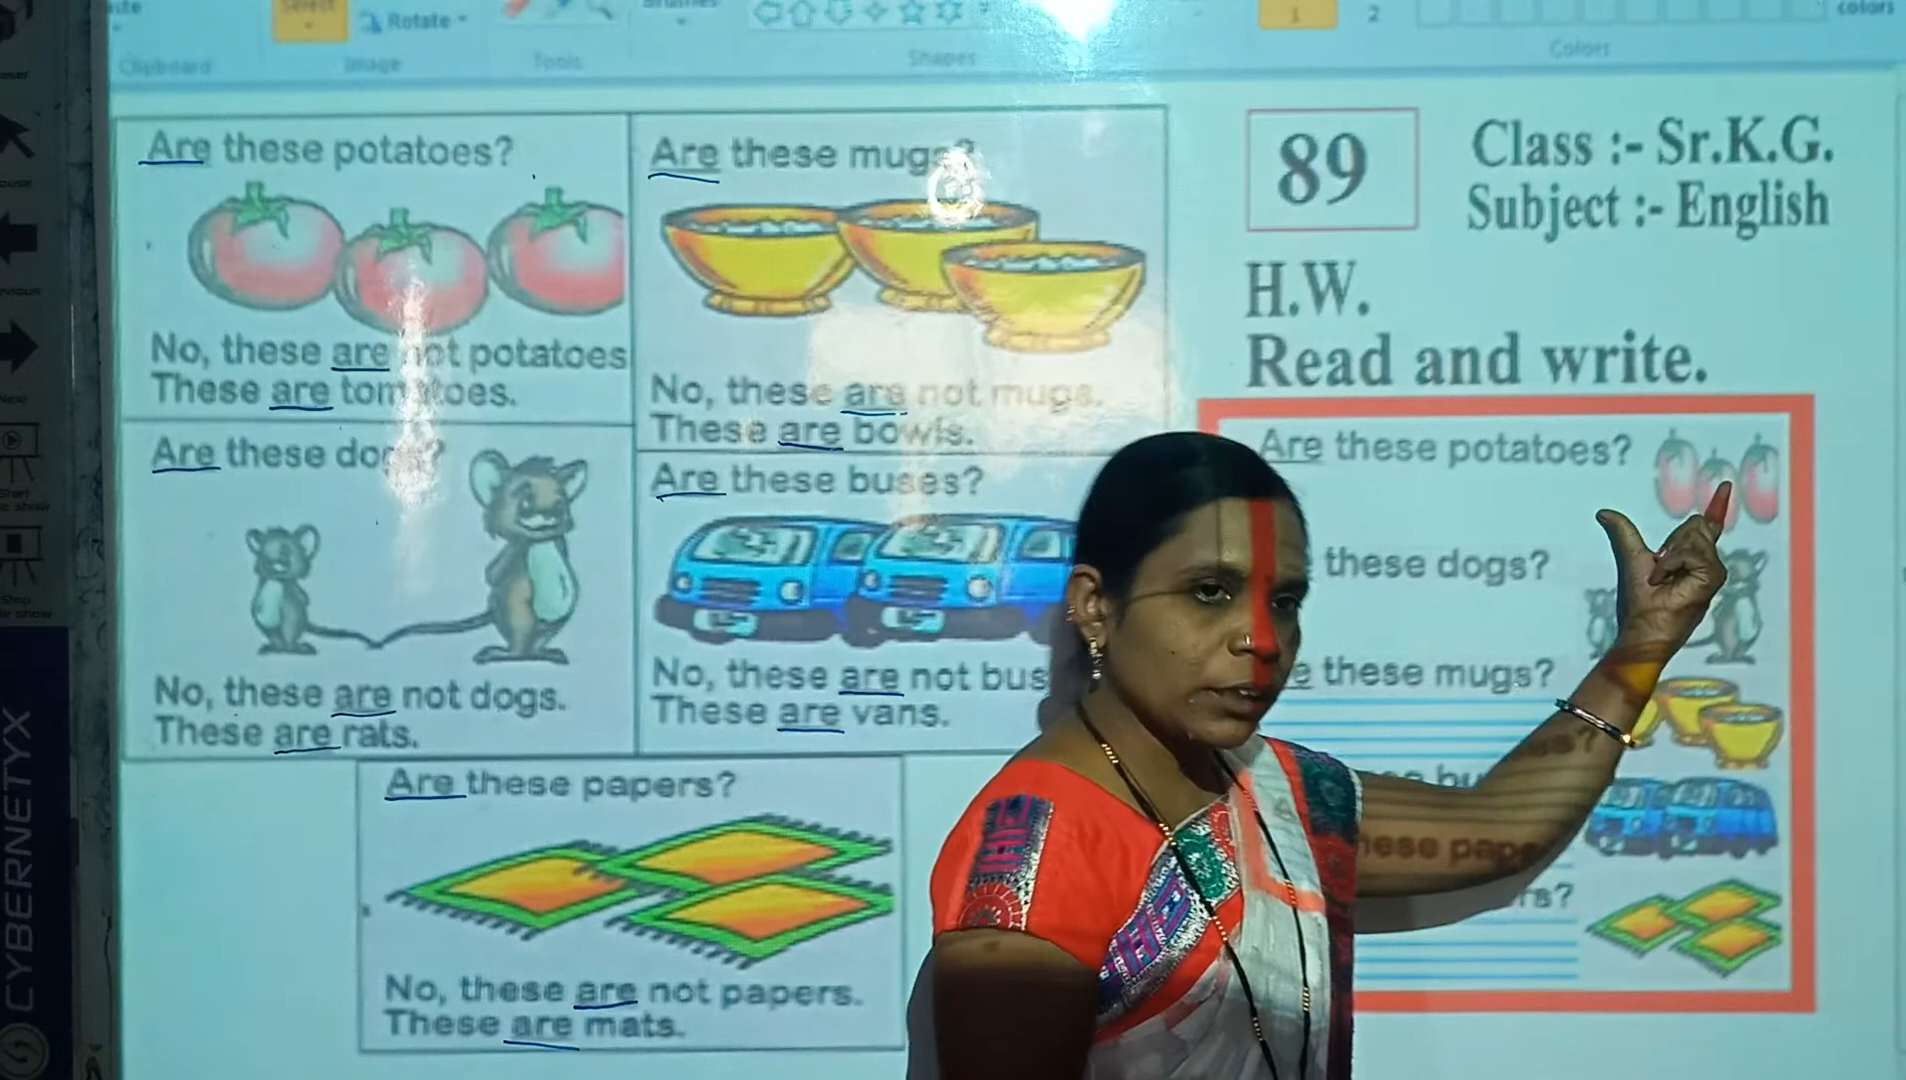 Rotate
Clipboard
Image
Tools
Shapes
1
2
colors
Colors
Are these potatoes?
No, these are not potatoes
These are tomatoes.
Are these mugs?
No, these are not mugs.
These are bowls.
Are these dogs?
No, these are not dogs.
These are rats.
Are these buses?
No, these are not bus
These are vans.
Are these papers?
No, these are not papers.
These are mats.
89
Class :- Sr.K.G.
Subject :- English
H.W.
Read and write.
Are these potatoes?
these dogs?
these mugs?
CYBERNETYX